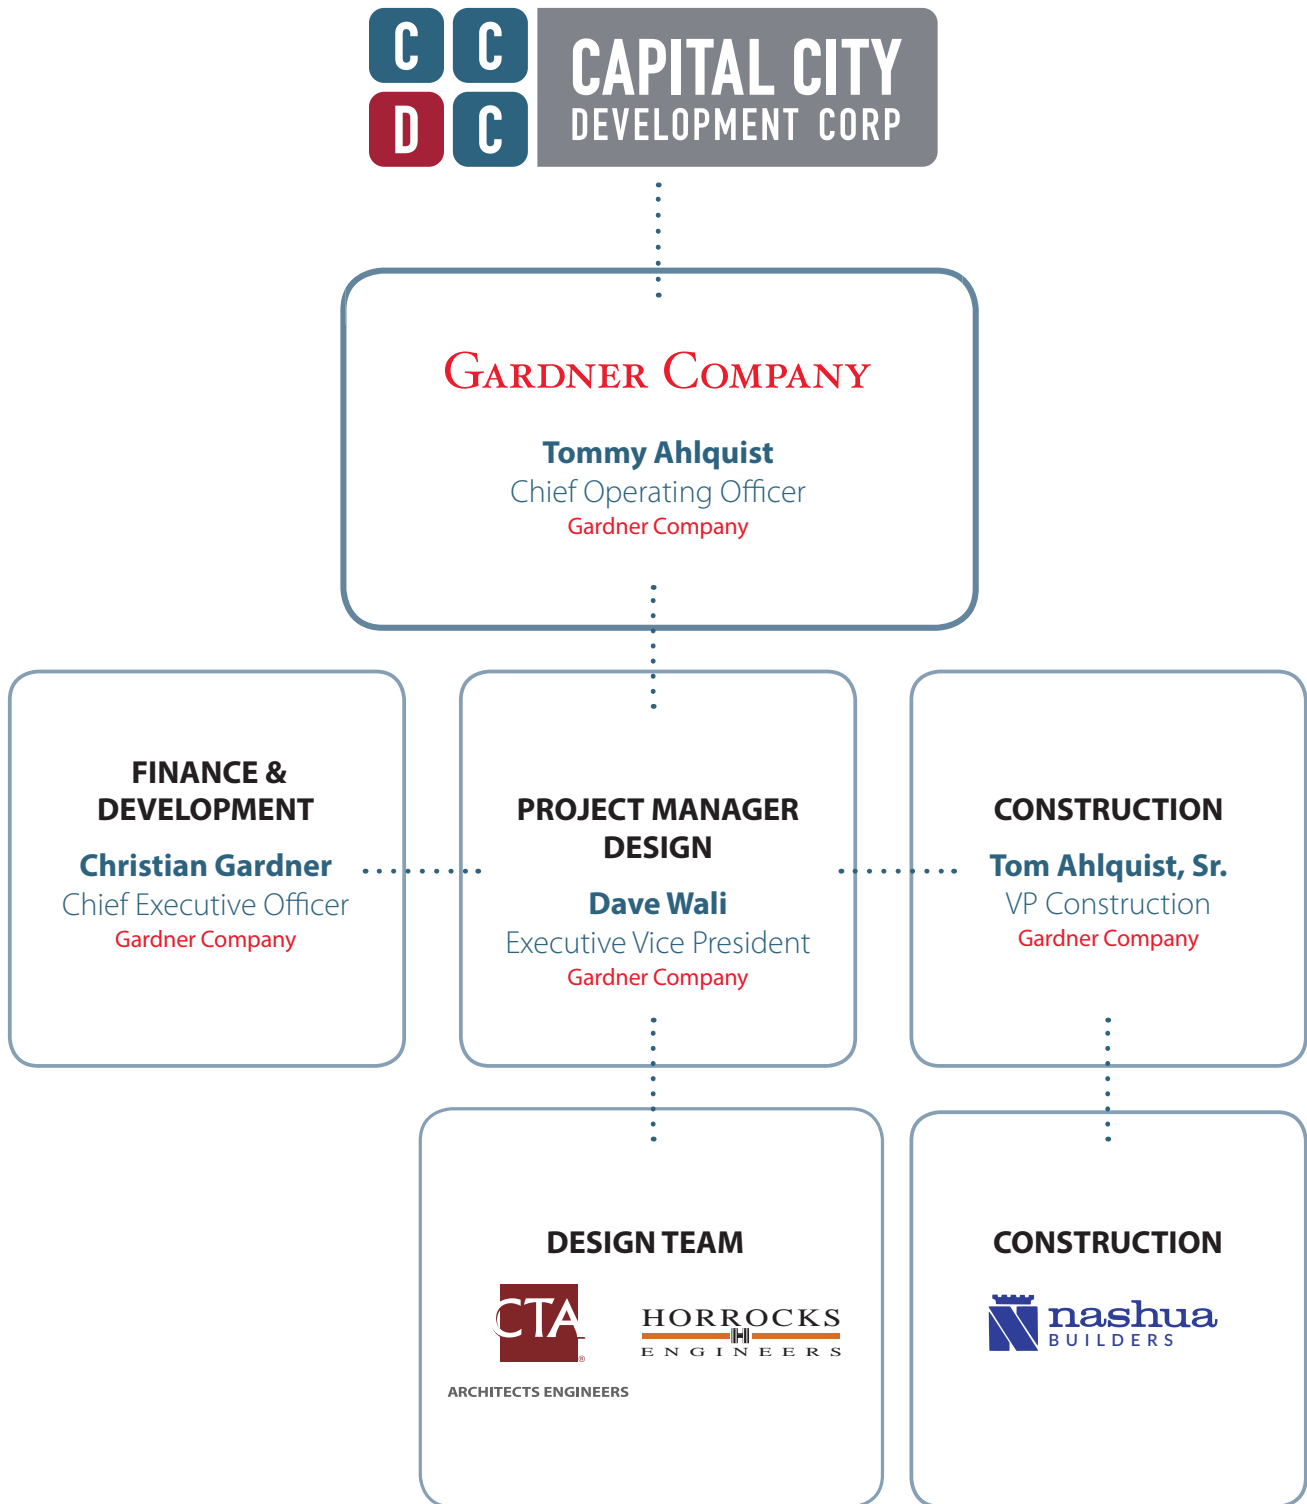 C C
D C
CAPITAL CITY
DEVELOPMENT CORP
GARDNER COMPANY
Tommy Ahlquist
Chief Operating Officer
Gardner Company
FINANCE &
DEVELOPMENT
Christian Gardner
Chief Executive Officer
Gardner Company
PROJECT MANAGER
DESIGN
Dave Wali
Executive Vice President
Gardner Company
CONSTRUCTION
Tom Ahlquist, Sr.
VP Construction
Gardner Company
DESIGN TEAM
CTA
®
ARCHITECTS ENGINEERS
HORROCKS
H
ENGINEERS
CONSTRUCTION
nashua
BUILDERS